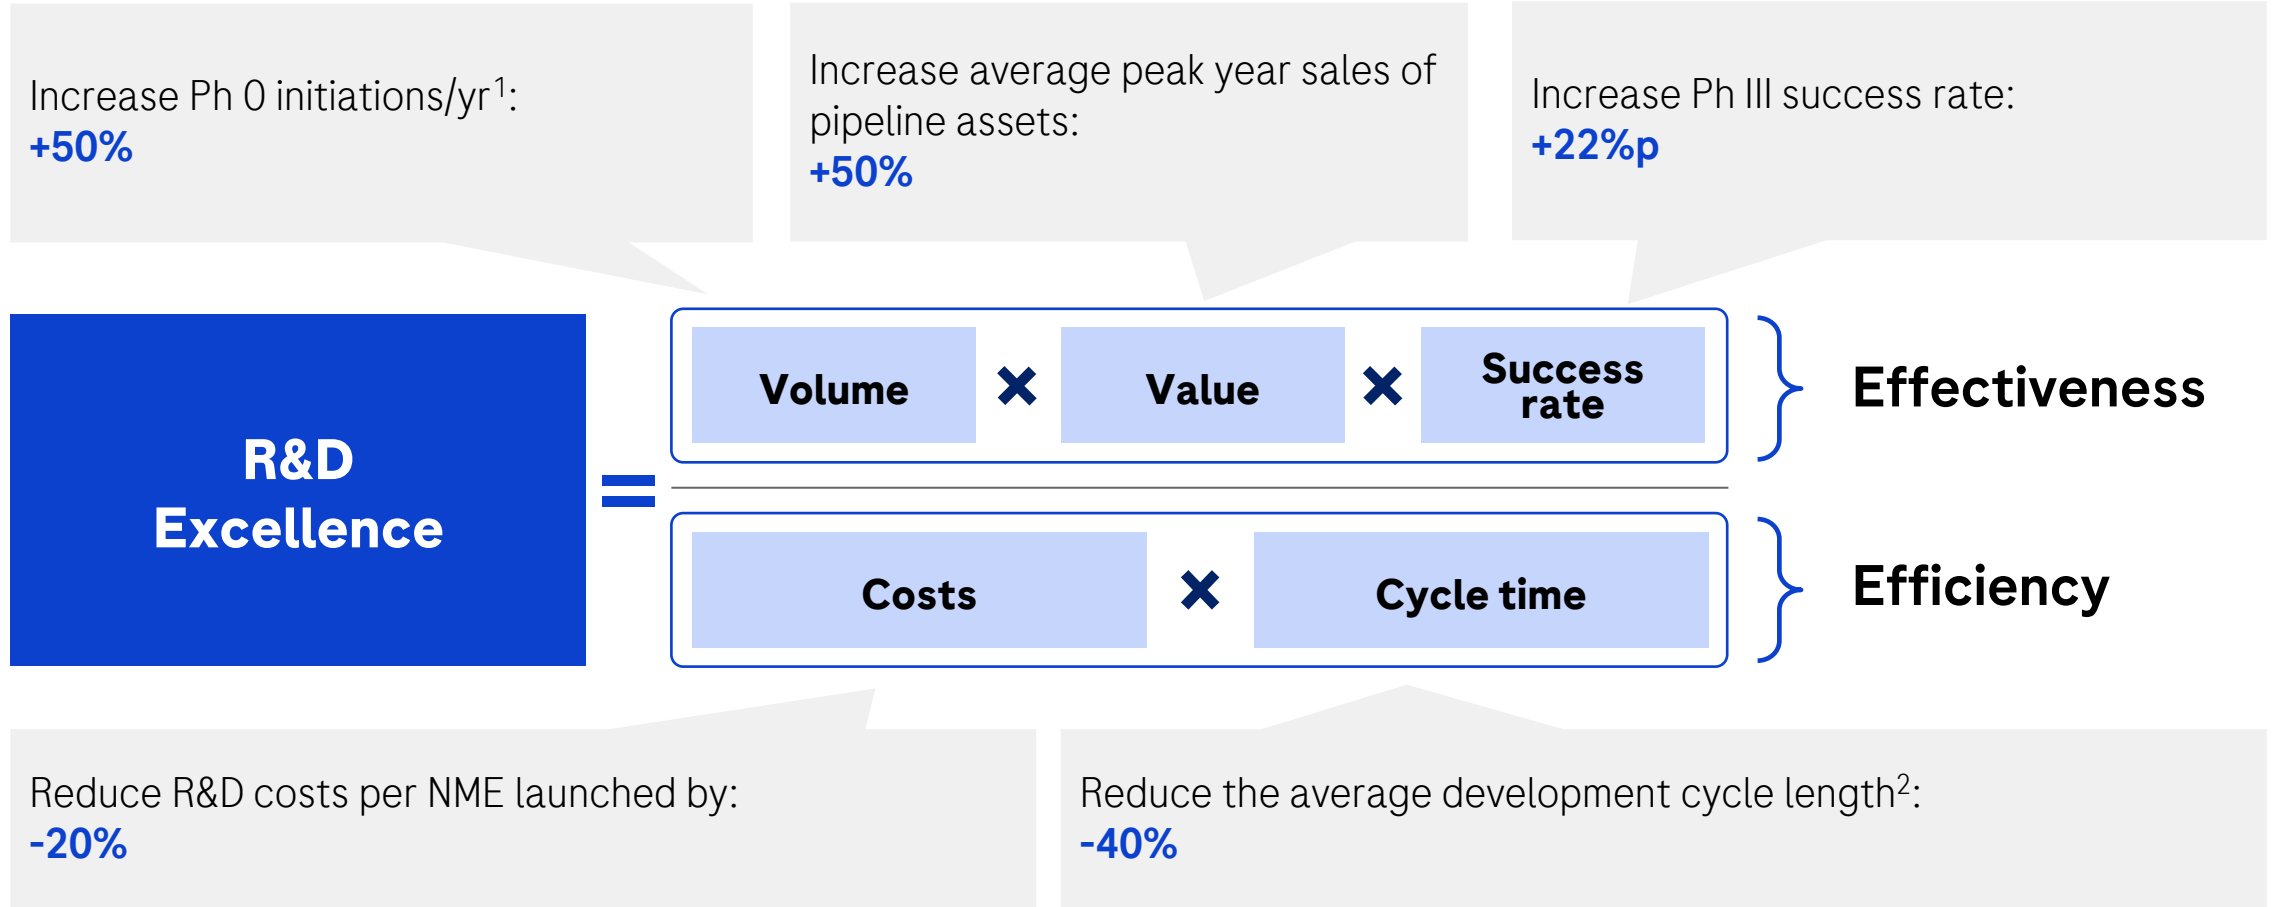 Increase Ph 0 initiations/yr¹:
+50%
Increase average peak year sales of
pipeline assets:
+50%
Increase Ph III success rate:
+22%p
R&D
Excellence
=
Volume × Value × Success
rate
Effectiveness
Costs × Cycle time
Efficiency
Reduce R&D costs per NME launched by:
-20%
Reduce the average development cycle length²:
-40%